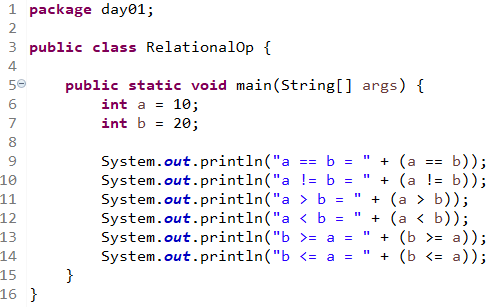 1 package day01;
2
3 public class RelationalOp {
4
5 public static void main(String[] args) {
6 int a = 10;
7 int b = 20;
8
9 System.out.println("a == b = " + (a == b));
10 System.out.println("a != b = " + (a != b));
11 System.out.println("a > b = " + (a > b));
12 System.out.println("a < b = " + (a < b));
13 System.out.println("b >= a = " + (b >= a));
14 System.out.println("b <= a = " + (b <= a));
15 }
16 }